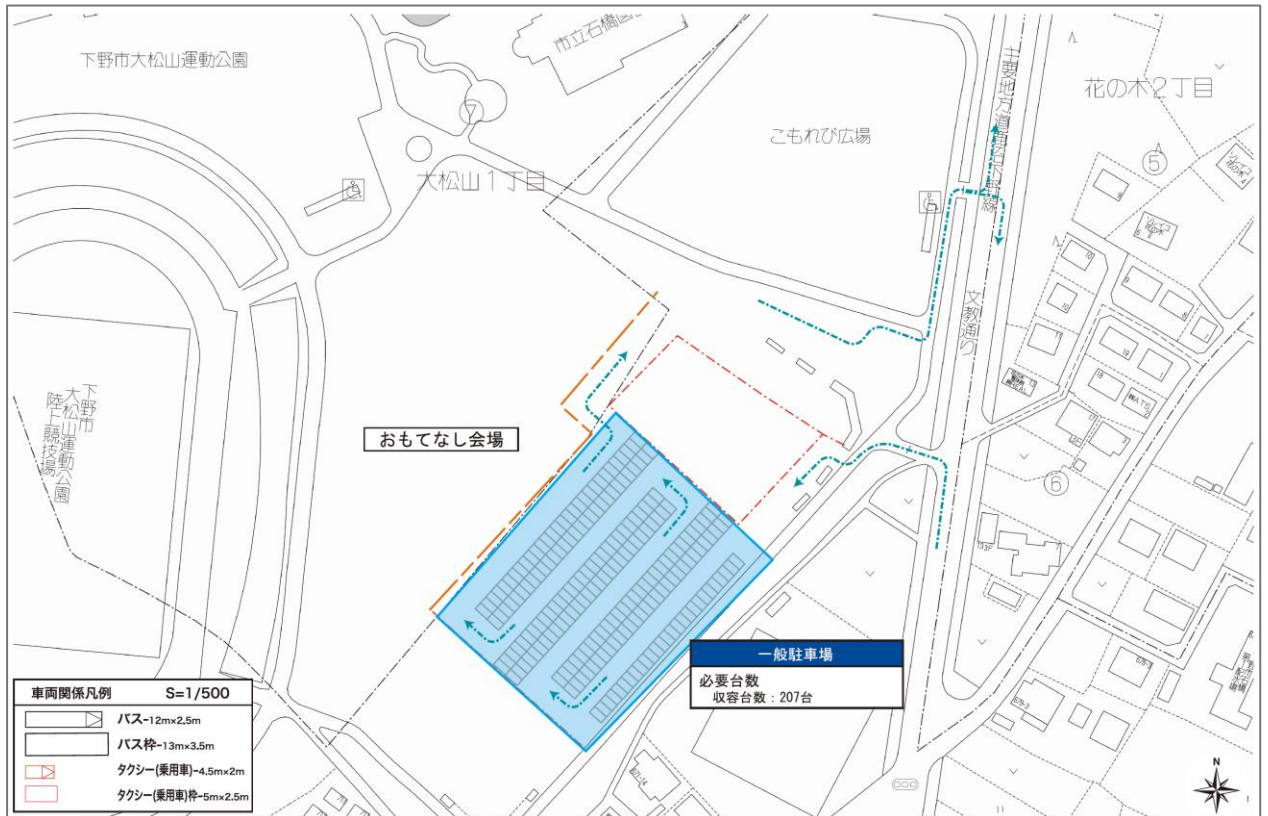 下野市大松山運動公園
市立石橋図
こもれび広場
主要地方道
文教通り
花の木2丁目
5
大松山1丁目
下野市
大松山運動公園
陸上競技場
おもてなし会場
6
一般駐車場
必要台数
収容台数:207台
車両関係凡例 S=1/500
バス-12m×2.5m
バス枠-13m×3.5m
タクシー(乗用車)-4.5m×2m
タクシー(乗用車)枠-5m×2.5m
679-3
N